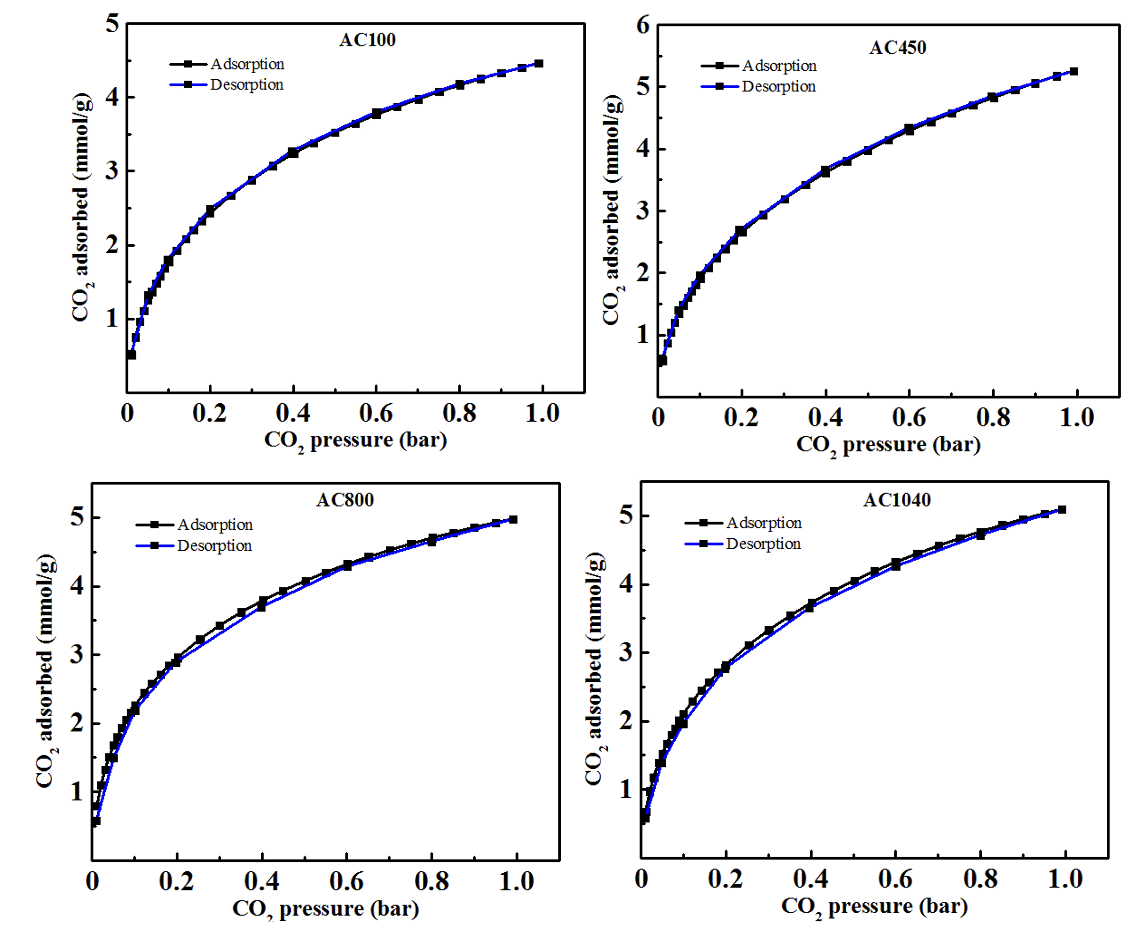 AC100
Adsorption
Desorption
5
4
3
2
1
CO₂ adsorbed (mmol/g)
0 0.2 0.4 0.6 0.8 1.0
CO₂ pressure (bar)
AC450
Adsorption
Desorption
6
5
4
3
2
1
CO₂ adsorbed (mmol/g)
0 0.2 0.4 0.6 0.8 1.0
CO₂ pressure (bar)
AC800
Adsorption
Desorption
5
4
3
2
1
CO₂ adsorbed (mmol/g)
0 0.2 0.4 0.6 0.8 1.0
CO₂ pressure (bar)
AC1040
Adsorption
Desorption
5
4
3
2
1
CO₂ adsorbed (mmol/g)
0 0.2 0.4 0.6 0.8 1.0
CO₂ pressure (bar)